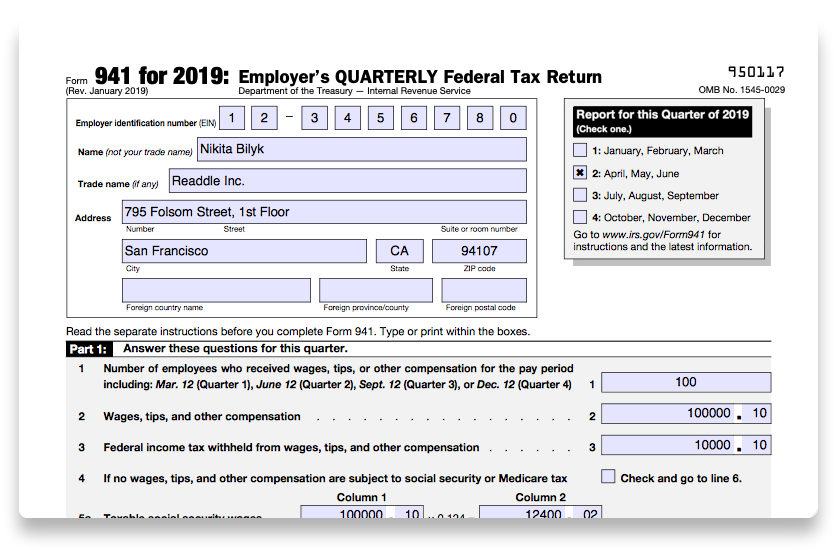 Form 941 for 2019: Employer's QUARTERLY Federal Tax Return
950117
(Rev. January 2019)
Department of the Treasury — Internal Revenue Service
OMB No. 1545-0029
Employer identification number (EIN) 1 2 – 3 4 5 6 7 8 0
Name (not your trade name) Nikita Bilyk
Trade name (if any) Readdle Inc.
Address 795 Folsom Street, 1st Floor
Number Street Suite or room number
San Francisco CA 94107
City State ZIP code
Foreign country name Foreign province/county Foreign postal code
Report for this Quarter of 2019
(Check one.)
1: January, February, March
✖ 2: April, May, June
3: July, August, September
4: October, November, December
Go to www.irs.gov/Form941 for
instructions and the latest information.
Read the separate instructions before you complete Form 941. Type or print within the boxes.
Part 1: Answer these questions for this quarter.
1 Number of employees who received wages, tips, or other compensation for the pay period
including: Mar. 12 (Quarter 1), June 12 (Quarter 2), Sept. 12 (Quarter 3), or Dec. 12 (Quarter 4) 1 100
2 Wages, tips, and other compensation . . . . . . . . . . . . . . . . . 2 100000 . 10
3 Federal income tax withheld from wages, tips, and other compensation . . . . . . 3 10000 . 10
4 If no wages, tips, and other compensation are subject to social security or Medicare tax Check and go to line 6.
Column 1 Column 2
5a Taxable social security wages 100000 . 10 × 0.124 = 12400 . 02